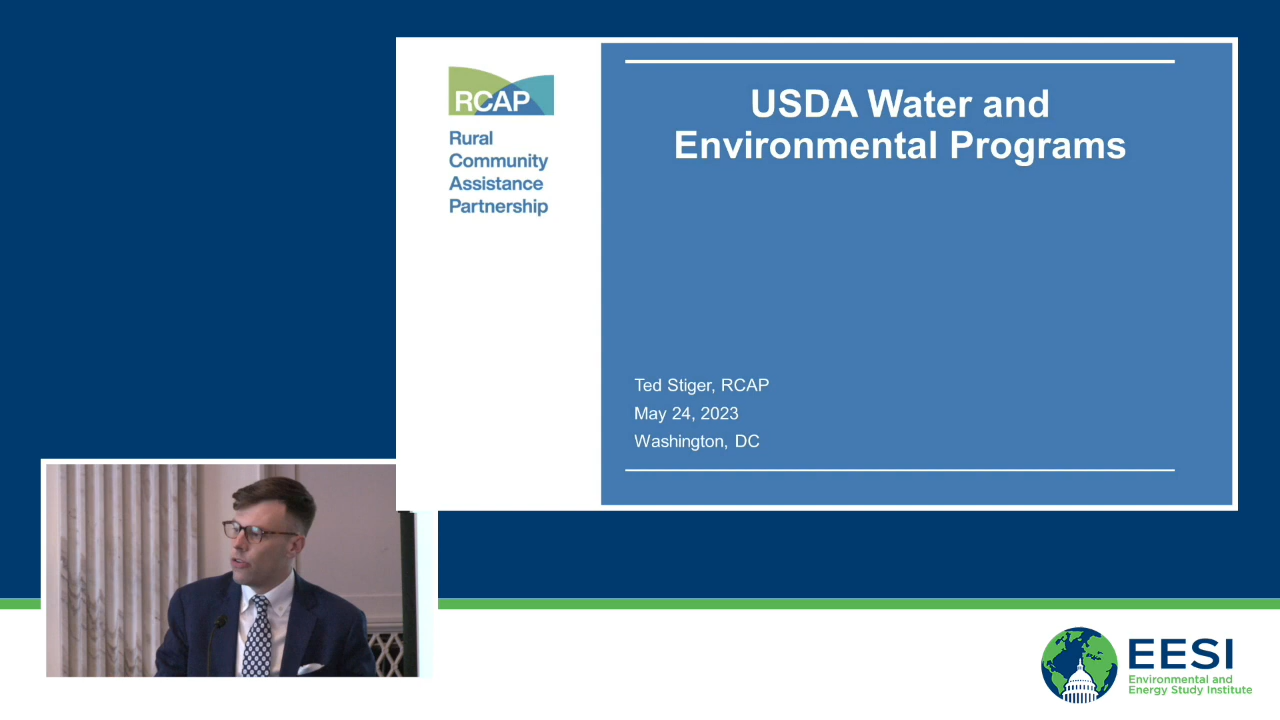 RCAP
Rural
Community
Assistance
Partnership
USDA Water and
Environmental Programs
Ted Stiger, RCAP
May 24, 2023
Washington, DC
EESI
Environmental and
Energy Study Institute